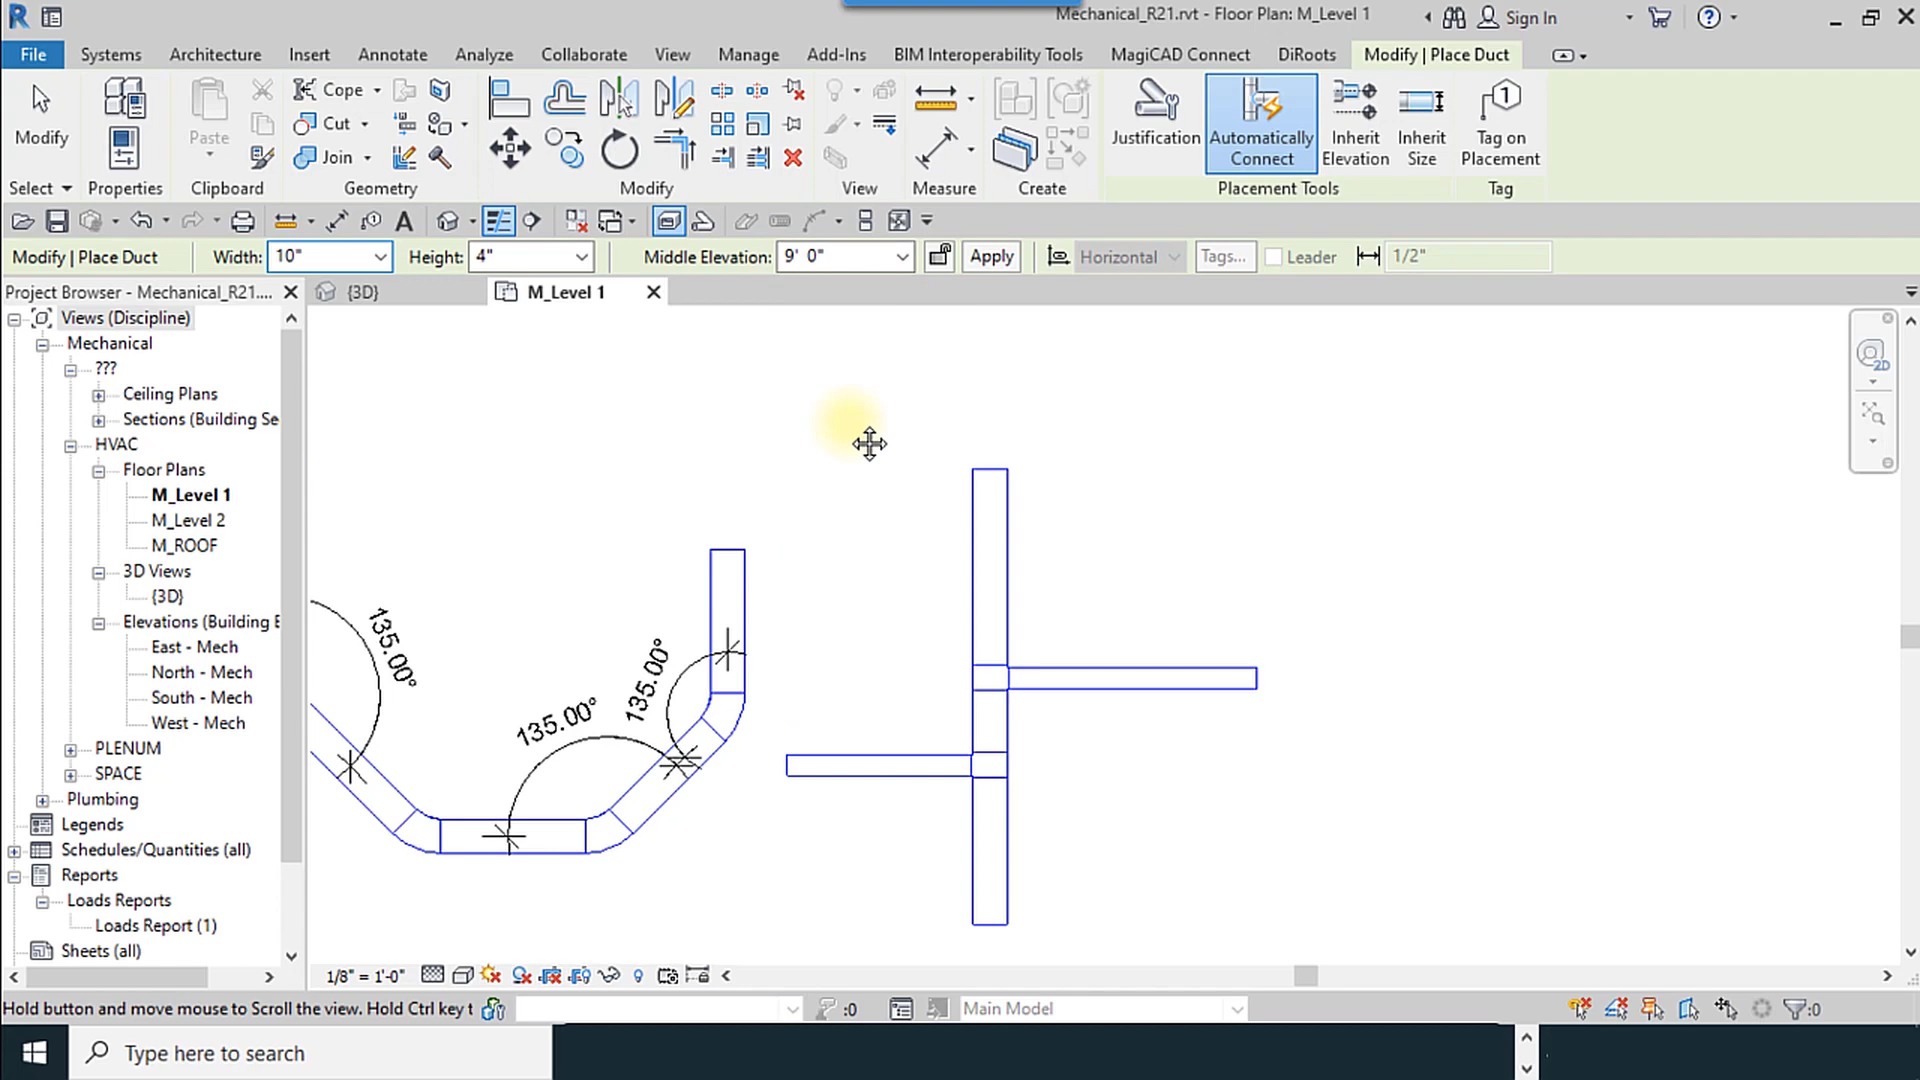 Mechanical_R21.rvt - Floor Plan: M_Level 1
Sign In
File
Systems
Architecture
Insert
Annotate
Analyze
Collaborate
View
Manage
Add-Ins
BIM Interoperability Tools
MagiCAD Connect
DiRoots
Modify | Place Duct
Modify
Paste
Cope
Cut
Join
Justification
Automatically
Connect
Inherit
Elevation
Inherit
Size
Tag on
Placement
Select
Properties
Clipboard
Geometry
Modify
View
Measure
Create
Placement Tools
Tag
Modify | Place Duct
Width: 10"
Height: 4"
Middle Elevation: 9' 0"
Apply
Horizontal
Tags...
Leader
1/2"
Project Browser - Mechanical_R21....
{3D}
M_Level 1
Views (Discipline)
Mechanical
???
Ceiling Plans
Sections (Building Se
HVAC
Floor Plans
M_Level 1
M_Level 2
M_ROOF
3D Views
{3D}
Elevations (Building E
East - Mech
North - Mech
South - Mech
West - Mech
PLENUM
SPACE
Plumbing
Legends
Schedules/Quantities (all)
Reports
Loads Reports
Loads Report (1)
Sheets (all)
2D
135.00°
135.00°
135.00°
1/8" = 1'-0"
Hold button and move mouse to Scroll the view. Hold Ctrl key t
:0
Main Model
:0
Type here to search